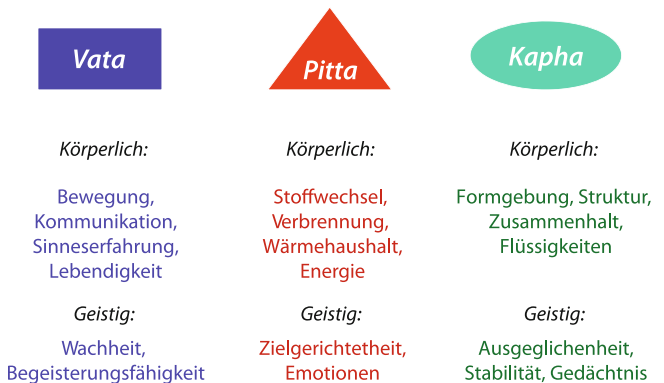 Vata
Körperlich:
Bewegung,
Kommunikation,
Sinneserfahrung,
Lebendigkeit
Geistig:
Wachheit,
Begeisterungsfähigkeit
Pitta
Körperlich:
Stoffwechsel,
Verbrennung,
Wärmehaushalt,
Energie
Geistig:
Zielgerichtetheit,
Emotionen
Kapha
Körperlich:
Formgebung, Struktur,
Zusammenhalt,
Flüssigkeiten
Geistig:
Ausgeglichenheit,
Stabilität, Gedächtnis